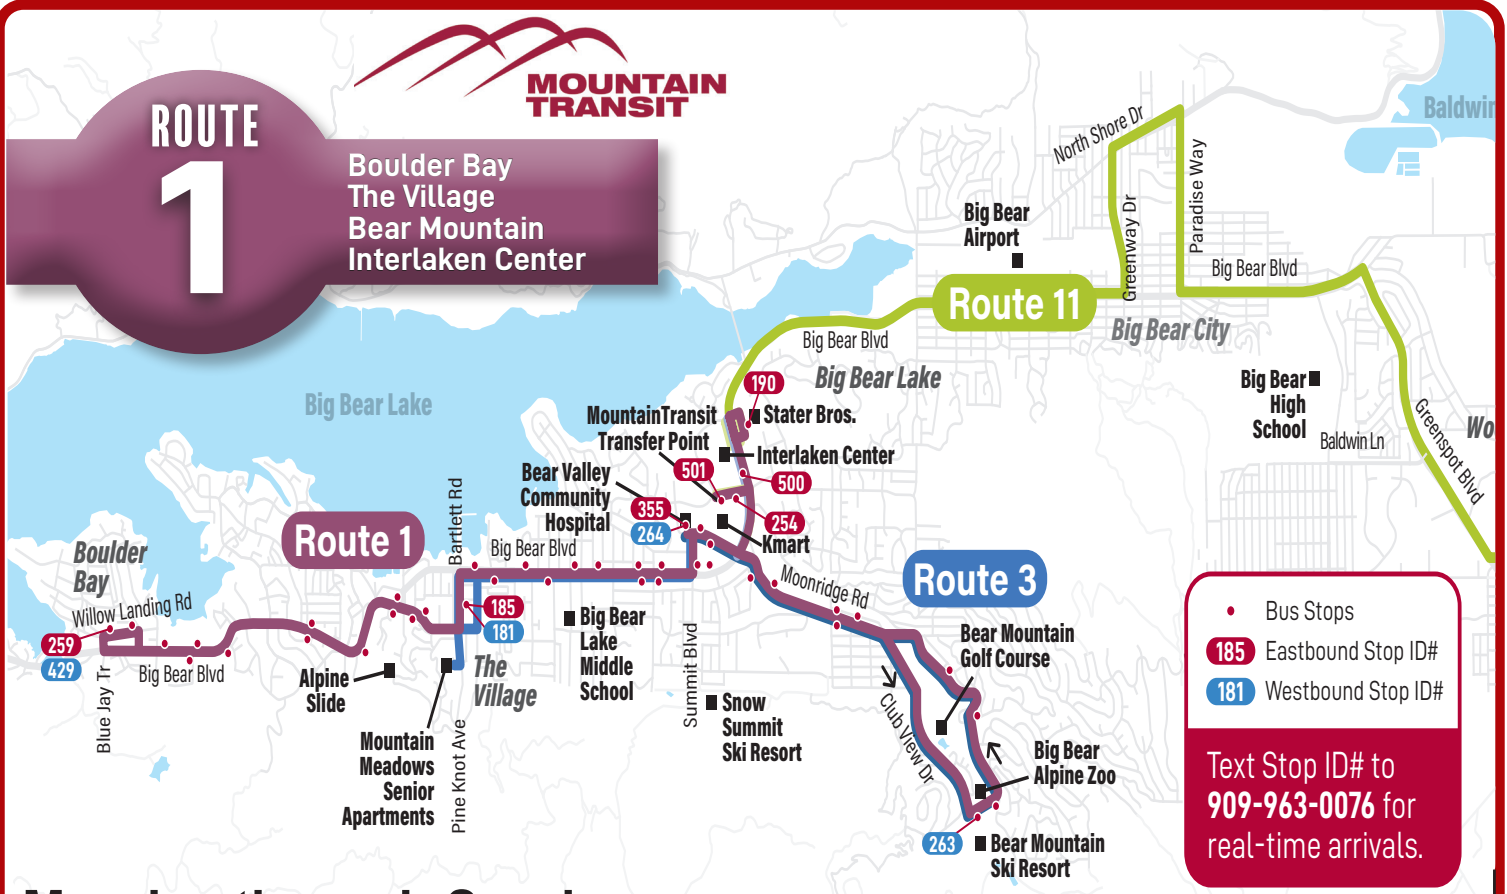 MOUNTAIN
TRANSIT
ROUTE
1
Boulder Bay
The Village
Bear Mountain
Interlaken Center
Baldwin
North Shore Dr
Paradise Way
Greenway Dr
Big Bear
Airport
Big Bear Blvd
Route 11
Big Bear City
Big Bear Blvd
Big Bear Lake
Big Bear Lake
190
Stater Bros.
MountainTransit
Transfer Point
Interlaken Center
501
500
Bear Valley
Community
Hospital
355
264
254
Kmart
Big Bear
High
School
Baldwin Ln
Greenspot Blvd
Wo
Route 1
Bartlett Rd
Big Bear Blvd
Boulder
Bay
Willow Landing Rd
259
429
Big Bear Blvd
Blue Jay Tr
Alpine
Slide
185
181
The
Village
Mountain
Meadows
Senior
Apartments
Pine Knot Ave
Big Bear
Lake
Middle
School
Summit Blvd
Snow
Summit
Ski Resort
Moonridge Rd
Route 3
Bear Mountain
Golf Course
Club View Dr
Big Bear
Alpine Zoo
263
Bear Mountain
Ski Resort
Bus Stops
185 Eastbound Stop ID#
181 Westbound Stop ID#
Text Stop ID# to
909-963-0076 for
real-time arrivals.